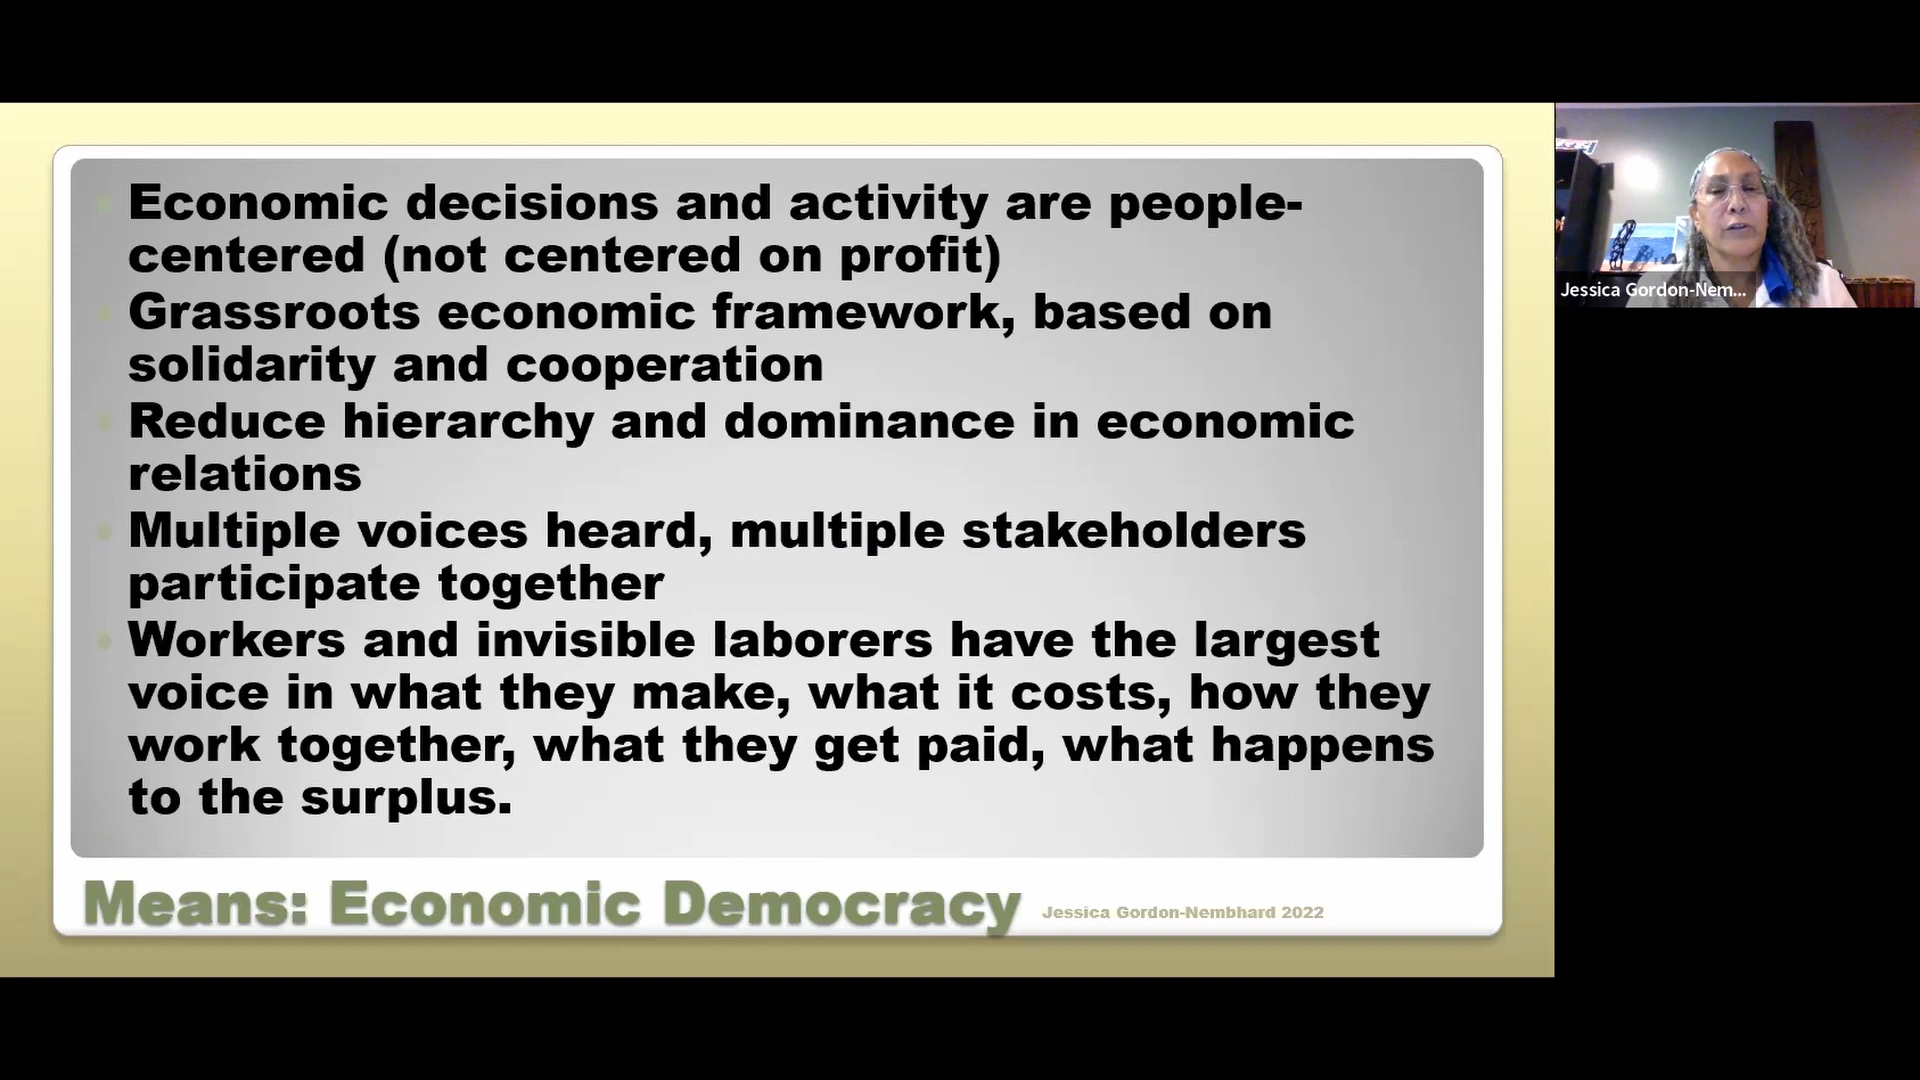 Economic decisions and activity are people-
centered (not centered on profit)
Grassroots economic framework, based on
solidarity and cooperation
Reduce hierarchy and dominance in economic
relations
Multiple voices heard, multiple stakeholders
participate together
Workers and invisible laborers have the largest
voice in what they make, what it costs, how they
work together, what they get paid, what happens
to the surplus.
Means: Economic Democracy
Jessica Gordon-Nembhard 2022
Jessica Gordon-Nem...